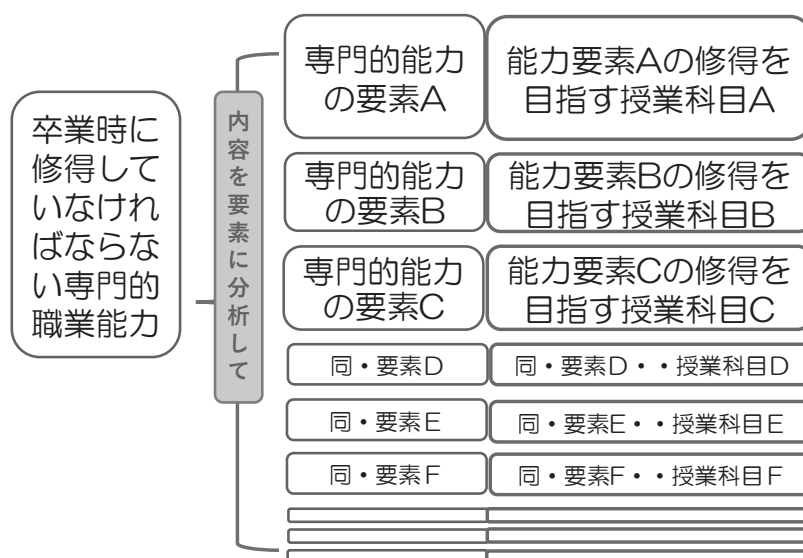 卒業時に
修得して
いなけれ
ばならな
い専門的
職業能力
内容を要素に分析して
専門的能力
の要素A
能力要素Aの修得を
目指す授業科目A
専門的能力
の要素B
能力要素Bの修得を
目指す授業科目B
専門的能力
の要素C
能力要素Cの修得を
目指す授業科目C
同・要素D
同・要素D・・授業科目D
同・要素E
同・要素E・・授業科目E
同・要素F
同・要素F・・授業科目F